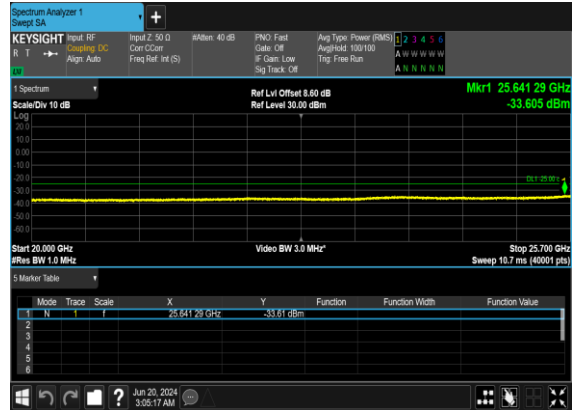 Spectrum Analyzer 1
Swept SA
+
KEYSIGHT Input: RF Input Z: 50 Ω #Atten: 40 dB PNO: Fast Avg Type: Power (RMS) 1 2 3 4 5 6
R T Coupling: DC Corr CCorr Gate: Off Avg|Hold: 100/100 A W W W W W
Align: Auto Freq Ref: Int (S) IF Gain: Low Trig: Free Run
Sig Track: Off A N N N N N
1 Spectrum Ref Lvl Offset 8.60 dB Mkr1 25.641 29 GHz
Scale/Div 10 dB Ref Level 30.00 dBm -33.605 dBm
Log
20.0
10.0
0.00
-10.0
-20.0
DL1 -25.00
-30.0
-40.0
-50.0
-60.0
Start 20.000 GHz Video BW 3.0 MHz* Stop 25.700 GHz
#Res BW 1.0 MHz Sweep 10.7 ms (40001 pts)
5 Marker Table
Mode Trace Scale X Y Function Function Width Function Value
1 N 1 f 25.641 29 GHz -33.61 dBm
2
3
4
5
6
? Jun 20, 2024
3:05:17 AM